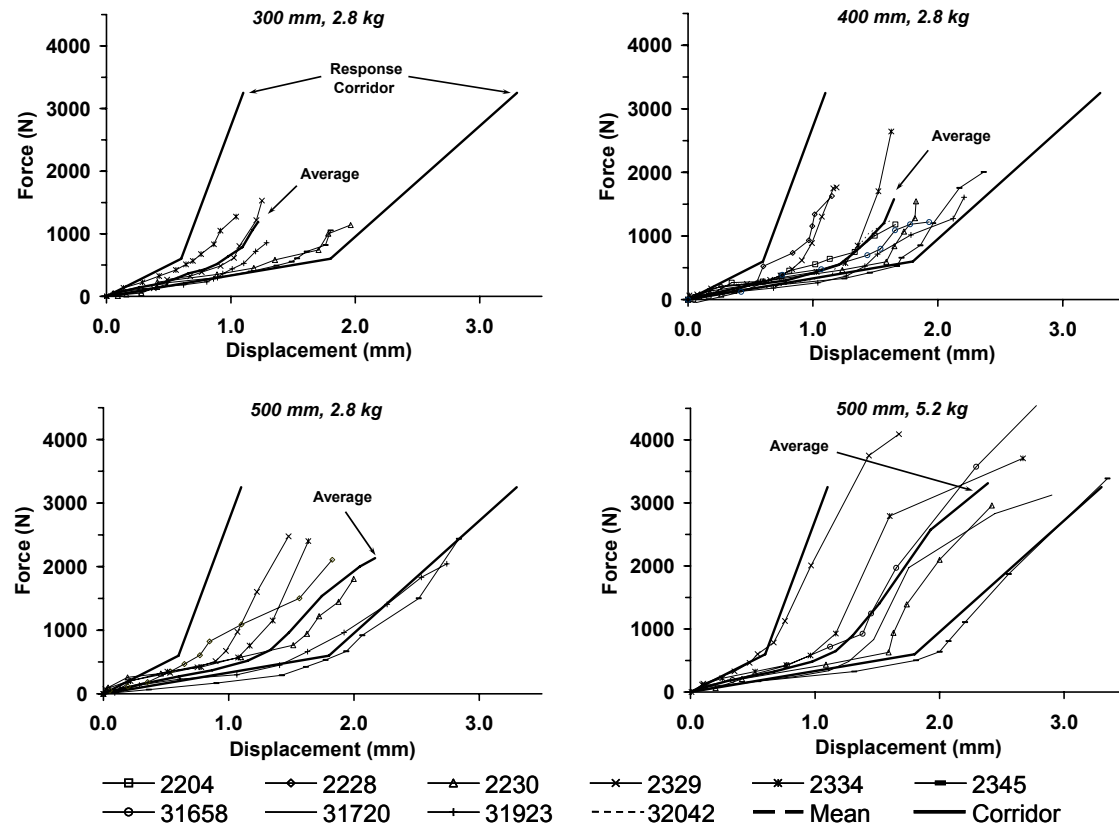 300 mm, 2.8 kg
4000
3000
2000
1000
0
Force (N)
Response
Corridor
Average
0.0 1.0 2.0 3.0
Displacement (mm)
400 mm, 2.8 kg
4000
3000
2000
1000
0
Force (N)
Average
0.0 1.0 2.0 3.0
Displacement (mm)
500 mm, 2.8 kg
4000
3000
2000
1000
0
Force (N)
Average
0.0 1.0 2.0 3.0
Displacement (mm)
500 mm, 5.2 kg
4000
3000
2000
1000
0
Force (N)
Average
0.0 1.0 2.0 3.0
Displacement (mm)
2204 2228 2230 2329 2334 2345
31658 31720 31923 32042 Mean Corridor